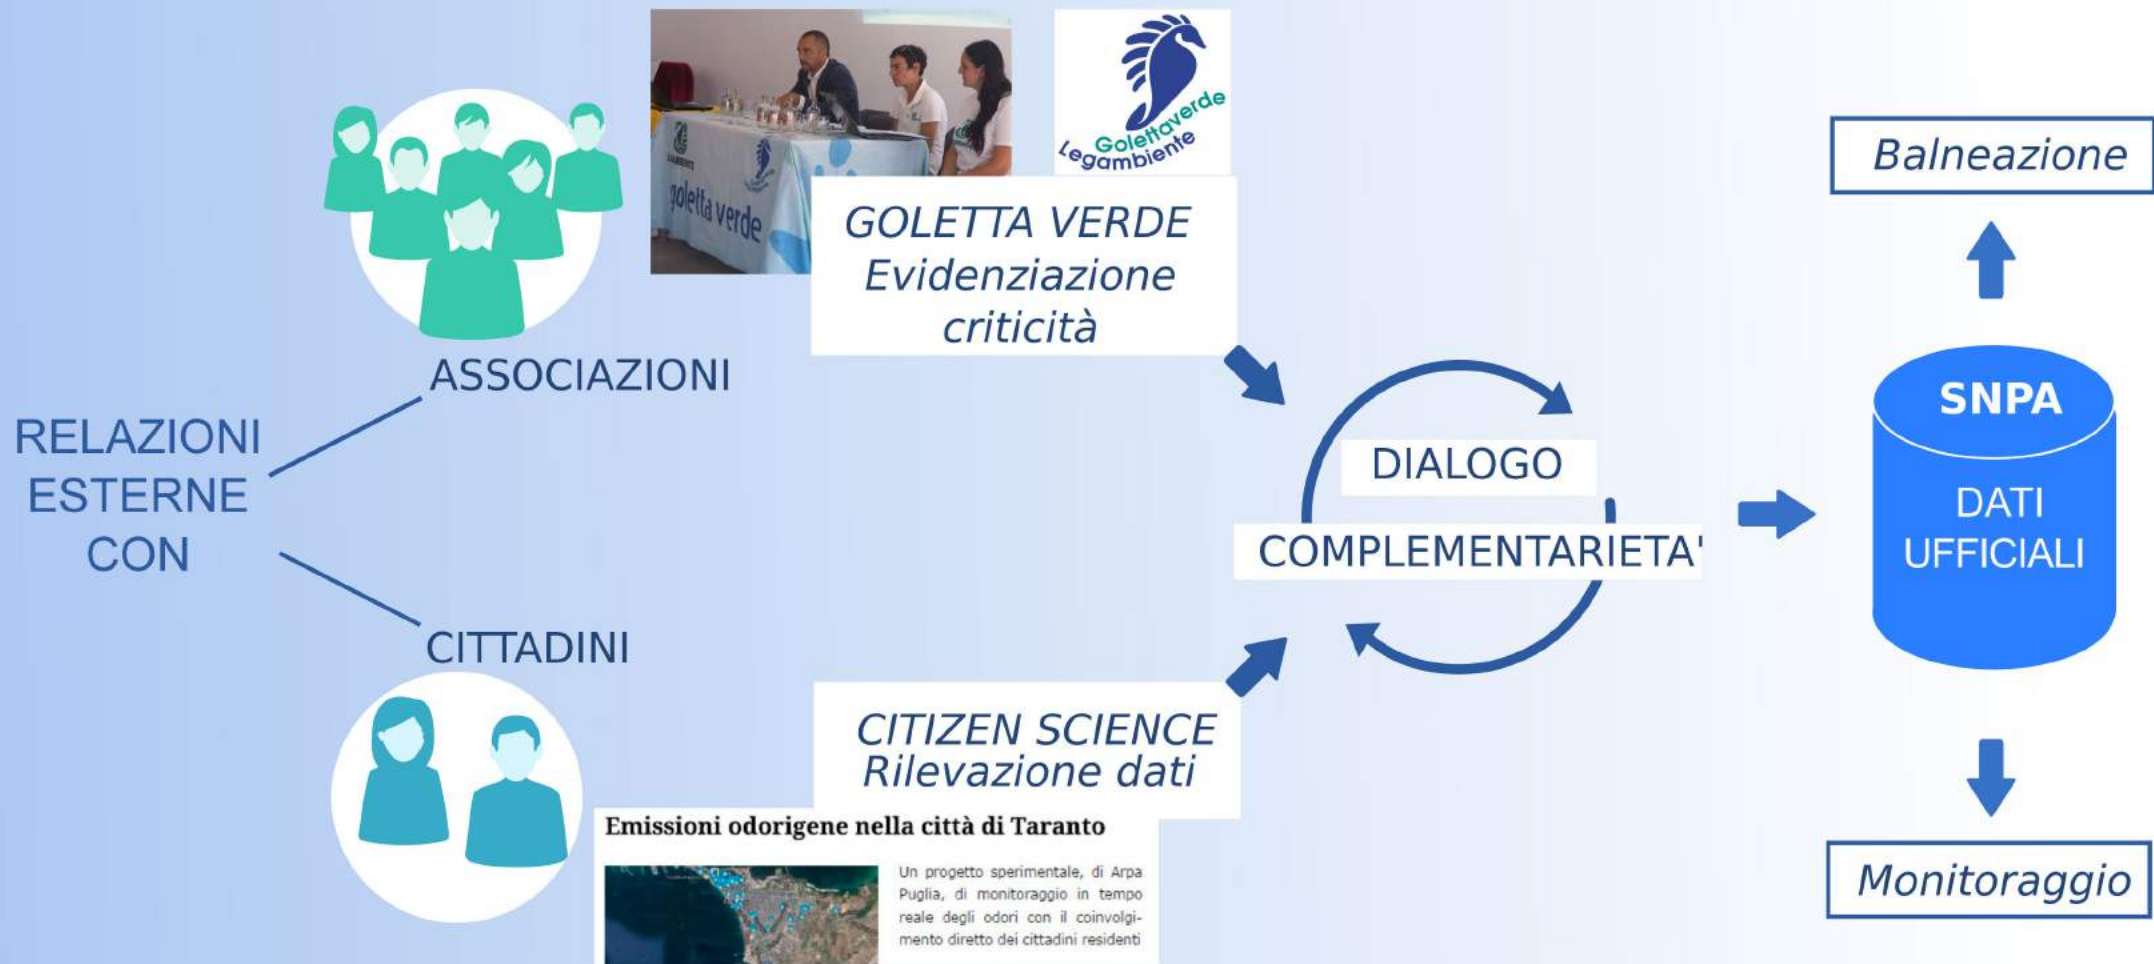 RELAZIONI
ESTERNE
CON
ASSOCIAZIONI
CITTADINI
goletta verde
Golettaverde
Legambiente
GOLETTA VERDE
Evidenziazione
criticità
CITIZEN SCIENCE
Rilevazione dati
Emissioni odorigene nella città di Taranto
Un progetto sperimentale, di Arpa
Puglia, di monitoraggio in tempo
reale degli odori con il coinvolgi-
mento diretto dei cittadini residenti
DIALOGO
COMPLEMENTARIETA'
Balneazione
SNPA
DATI
UFFICIALI
Monitoraggio